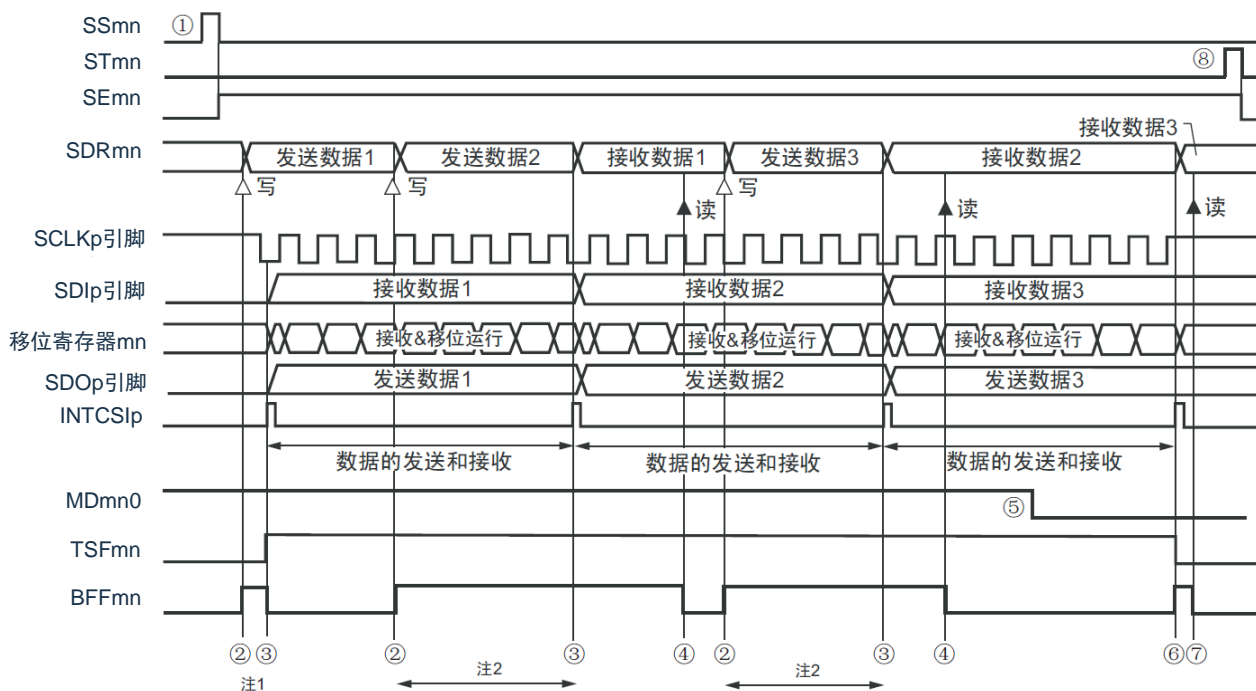 SSmn ①
STmn ⑧
SEmn
接收数据3
SDRmn 发送数据1 发送数据2 接收数据1 发送数据3 接收数据2
写 写 读 写 读 读
SCLKp引脚
SDIp引脚 接收数据1 接收数据2 接收数据3
移位寄存器mn 接收&移位运行 接收&移位运行 接收&移位运行
SDOp引脚 发送数据1 发送数据2 发送数据3
INTCSIp
数据的发送和接收 数据的发送和接收 数据的发送和接收
MDmn0 ⑤
TSFmn
BFFmn
② ③ ② ③ ④ ② ③ ④ ⑥ ⑦
注1 注2 注2